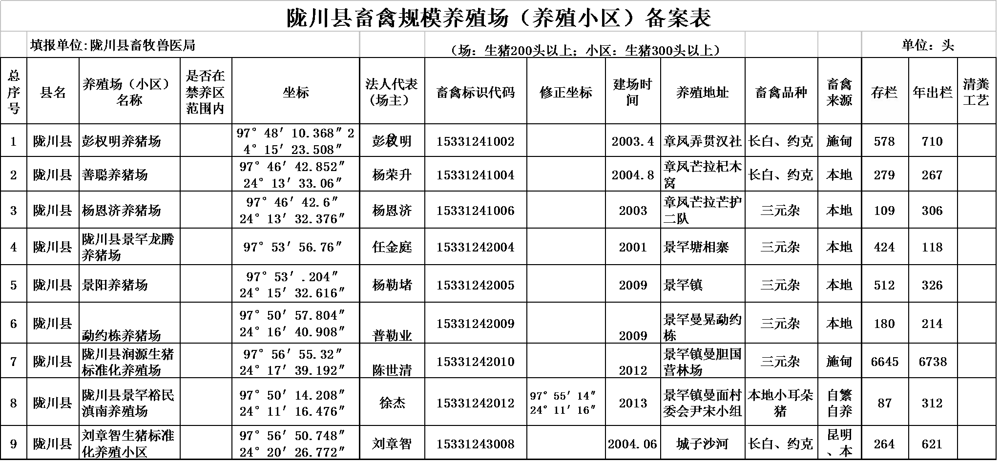 陇川县畜禽规模养殖场（养殖小区）备案表
填报单位:陇川县畜牧兽医局 （场：生猪200头以上；小区：生猪300头以上） 单位：头
总序号 县名 养殖场（小区）名称 是否在禁养区范围内 坐标 法人代表(场主） 畜禽标识代码 修正坐标 建场时间 养殖地址 畜禽品种 畜禽来源 存栏 年出栏 清粪工艺
1 陇川县 彭权明养猪场 97°48′10.368″24°15′23.508″ 彭权明 15331241002 2003.4 章凤弄贯汉社 长白、约克 施甸 578 710
2 陇川县 善聪养猪场 97°46′42.852″ 24°13′33.06″ 杨荣升 15331241004 2004.8 章凤芒拉杞木窝 长白、约克 本地 279 267
3 陇川县 杨恩济养猪场 97°46′42.6″ 24°13′32.376″ 杨恩济 15331241006 2003 章凤芒拉芒护二队 三元杂 本地 109 306
4 陇川县 陇川县景罕龙腾养猪场 97°53′56.76″ 任金庭 15331242004 2001 景罕塘相寨 三元杂 本地 424 118
5 陇川县 景阳养猪场 97°53′.204″ 24°15′32.616″ 杨勒堵 15331242005 2009 景罕镇 三元杂 本地 512 326
6 陇川县 勐约栋养猪场 97°50′57.804″ 24°16′40.908″ 普勒业 15331242009 2009 景罕曼晃勐约栋 三元杂 本地 180 214
7 陇川县 陇川县润源生猪标准化养殖场 97°56′55.32″ 24°17′39.192″ 陈世清 15331242010 2012 景罕镇曼胆国营林场 三元杂 施甸 6645 6738
8 陇川县 陇川县景罕裕民滇南养殖场 97°50′14.208″ 24°11′16.476″ 徐杰 15331242012 97°55′14″ 24°11′16″ 2013 景罕镇曼面村委会尹宋小组 本地小耳朵猪 自繁自养 87 312
9 陇川县 刘章智生猪标准化养殖小区 97°56′50.748″ 24°20′26.772″ 刘章智 15331243008 2004.06 城子沙河 长白、约克 昆明、本 264 621